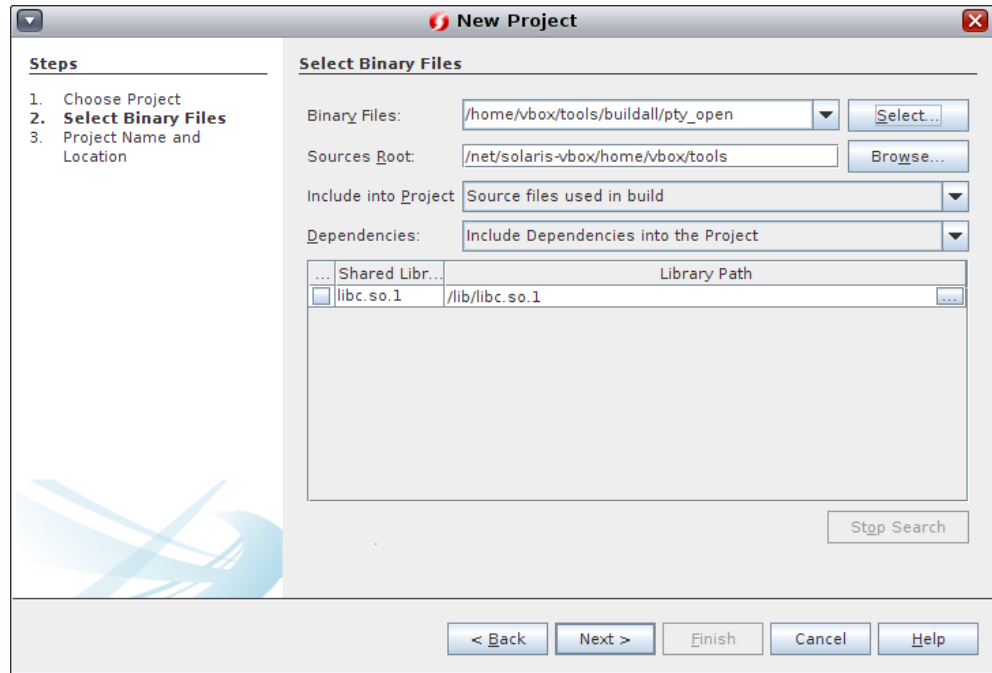 New Project
Steps
1. Choose Project
2. Select Binary Files
3. Project Name and
Location
Select Binary Files
Binary Files: /home/vbox/tools/buildall/pty_open Select...
Sources Root: /net/solaris-vbox/home/vbox/tools Browse...
Include into Project Source files used in build
Dependencies: Include Dependencies into the Project
... Shared Libr... Library Path
libc.so.1 /lib/libc.so.1 ...
Stop Search
< Back Next > Finish Cancel Help